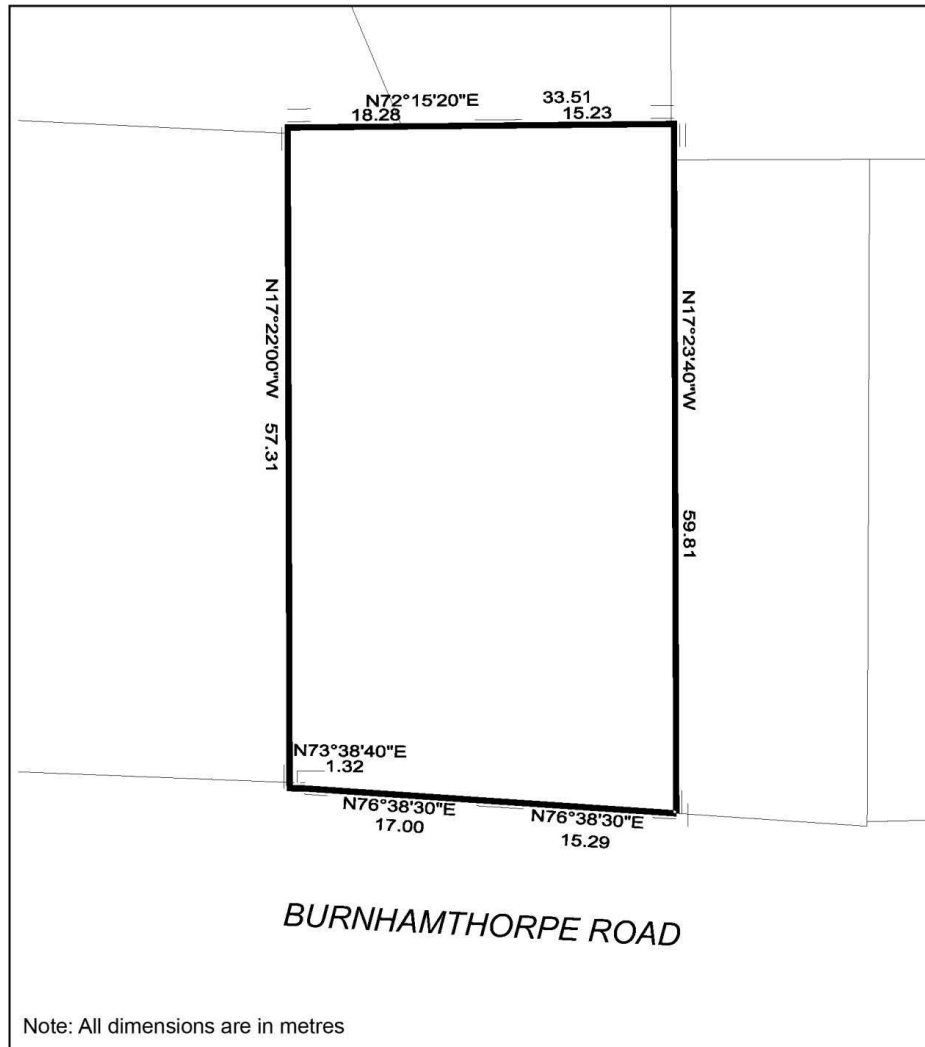 N72°15'20"E
33.51
18.28
15.23
N17°22'00"W 57.31
N17°23'40"W 59.81
N73°38'40"E
1.32
N76°38'30"E
17.00
N76°38'30"E
15.29
BURNHAMTHORPE ROAD
Note: All dimensions are in metres